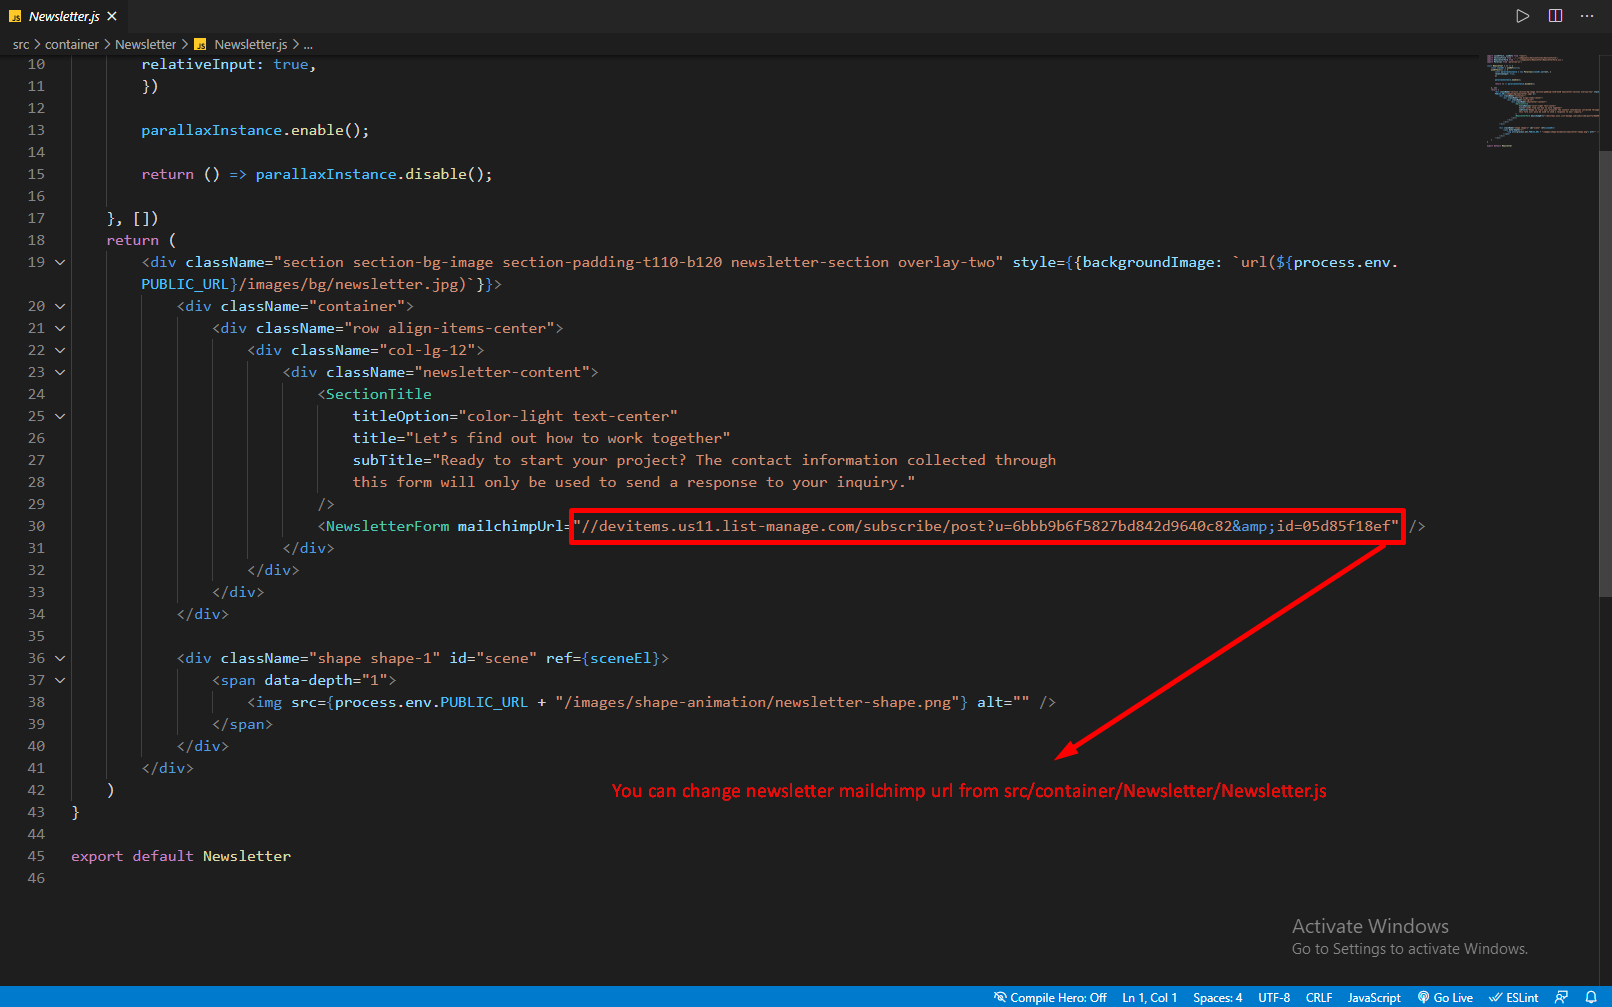 JS Newsletter.js
src > container > Newsletter > JS Newsletter.js > ...
10 relativeInput: true,
11 })
12
13 parallaxInstance.enable();
14
15 return () => parallaxInstance.disable();
16
17 }, [])
18 return (
19 <div className="section section-bg-image section-padding-t110-b120 newsletter-section overlay-two" style={{backgroundImage: `url(${process.env.
PUBLIC_URL}/images/bg/newsletter.jpg)`}}>
20 <div className="container">
21 <div className="row align-items-center">
22 <div className="col-lg-12">
23 <div className="newsletter-content">
24 <SectionTitle
25 titleOption="color-light text-center"
26 title="Let’s find out how to work together"
27 subTitle="Ready to start your project? The contact information collected through
28 this form will only be used to send a response to your inquiry."
29 />
30 <NewsletterForm mailchimpUrl="//devitems.us11.list-manage.com/subscribe/post?u=6bbb9b6f5827bd842d9640c82&amp;id=05d85f18ef" />
31 </div>
32 </div>
33 </div>
34 </div>
35
36 <div className="shape shape-1" id="scene" ref={sceneEl}>
37 <span data-depth="1">
38 <img src={process.env.PUBLIC_URL + "/images/shape-animation/newsletter-shape.png"} alt="" />
39 </span>
40 </div>
41 </div>
42 )
You can change newsletter mailchimp url from src/container/Newsletter/Newsletter.js
43 }
44
45 export default Newsletter
46
Activate Windows
Go to Settings to activate Windows.
Compile Hero: Off Ln 1, Col 1 Spaces: 4 UTF-8 CRLF JavaScript Go Live ESLint